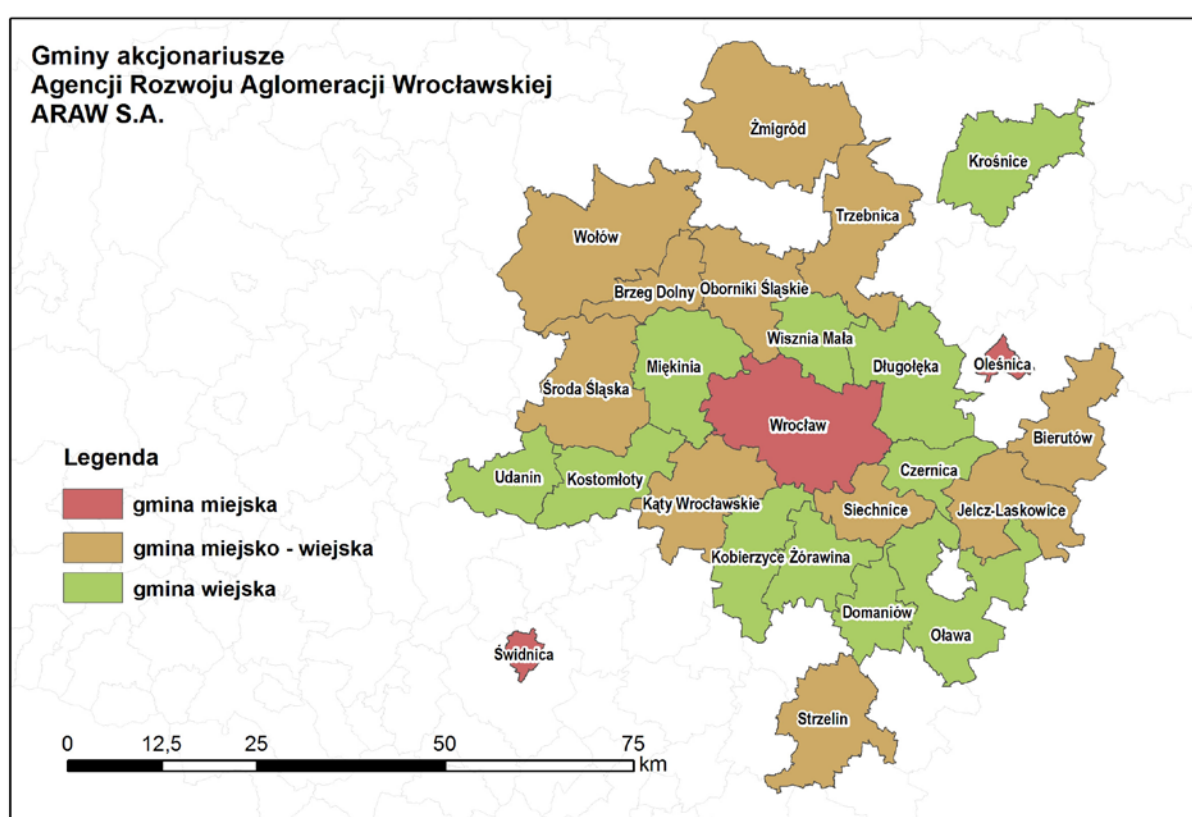 Gminy akcjonariusze
Agencji Rozwoju Aglomeracji Wrocławskiej
ARAW S.A.
Żmigród
Krośnice
Trzebnica
Wołów
Brzeg Dolny
Oborniki Śląskie
Wisznia Mała
Miękinia
Długołęka
Oleśnica
Środa Śląska
Wrocław
Bierutów
Legenda
Udanin
Kostomłoty
Czernica
gmina miejska
Kąty Wrocławskie
Siechnice
Jelcz-Laskowice
gmina miejsko - wiejska
Kobierzyce
Żórawina
gmina wiejska
Domaniów
Oława
Świdnica
Strzelin
0 12,5 25 50 75
km